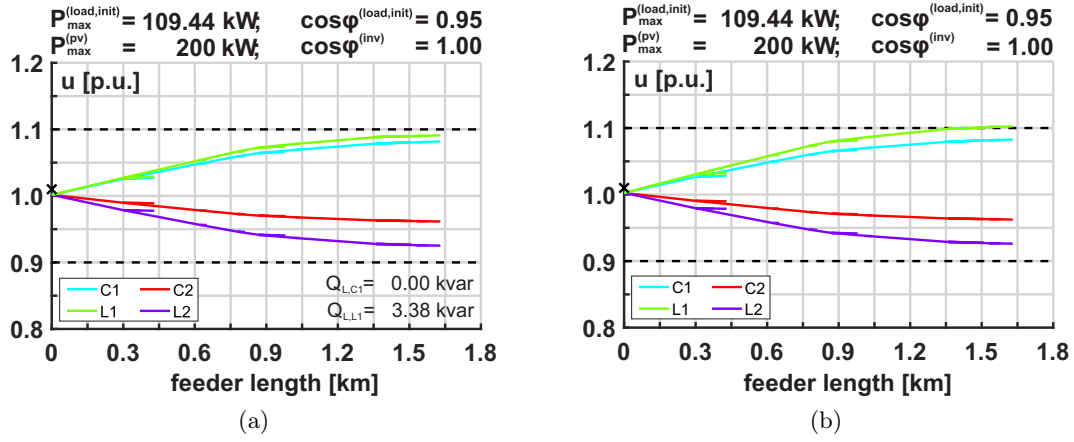 P_max^(load,init) = 109.44 kW; cosφ^(load,init) = 0.95
P_max^(pv) = 200 kW; cosφ^(inv) = 1.00
u [p.u.]
1.2
1.1
1.0
0.9
0.8
C1 C2
L1 L2
Q_L,C1 = 0.00 kvar
Q_L,L1 = 3.38 kvar
0 0.3 0.6 0.9 1.2 1.5 1.8
feeder length [km]
(a)
P_max^(load,init) = 109.44 kW; cosφ^(load,init) = 0.95
P_max^(pv) = 200 kW; cosφ^(inv) = 1.00
u [p.u.]
1.2
1.1
1.0
0.9
0.8
C1 C2
L1 L2
0 0.3 0.6 0.9 1.2 1.5 1.8
feeder length [km]
(b)